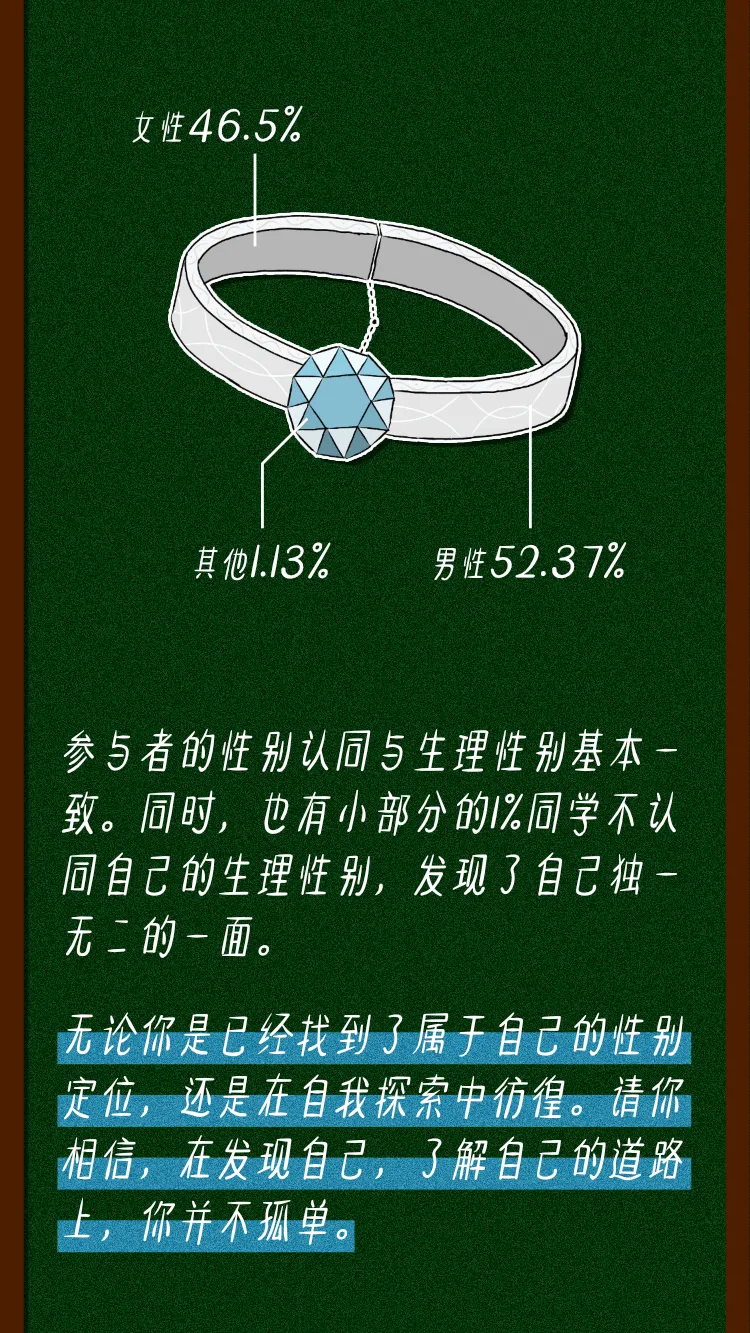 女性46.5%
其他1.13%
男性52.37%
参与者的性别认同与生理性别基本一
致。同时，也有小部分的1%同学不认
同自己的生理性别，发现了自己独一
无二的一面。
无论你是已经找到了属于自己的性别
定位，还是在自我探索中彷徨。请你
相信，在发现自己，了解自己的道路
上，你并不孤单。